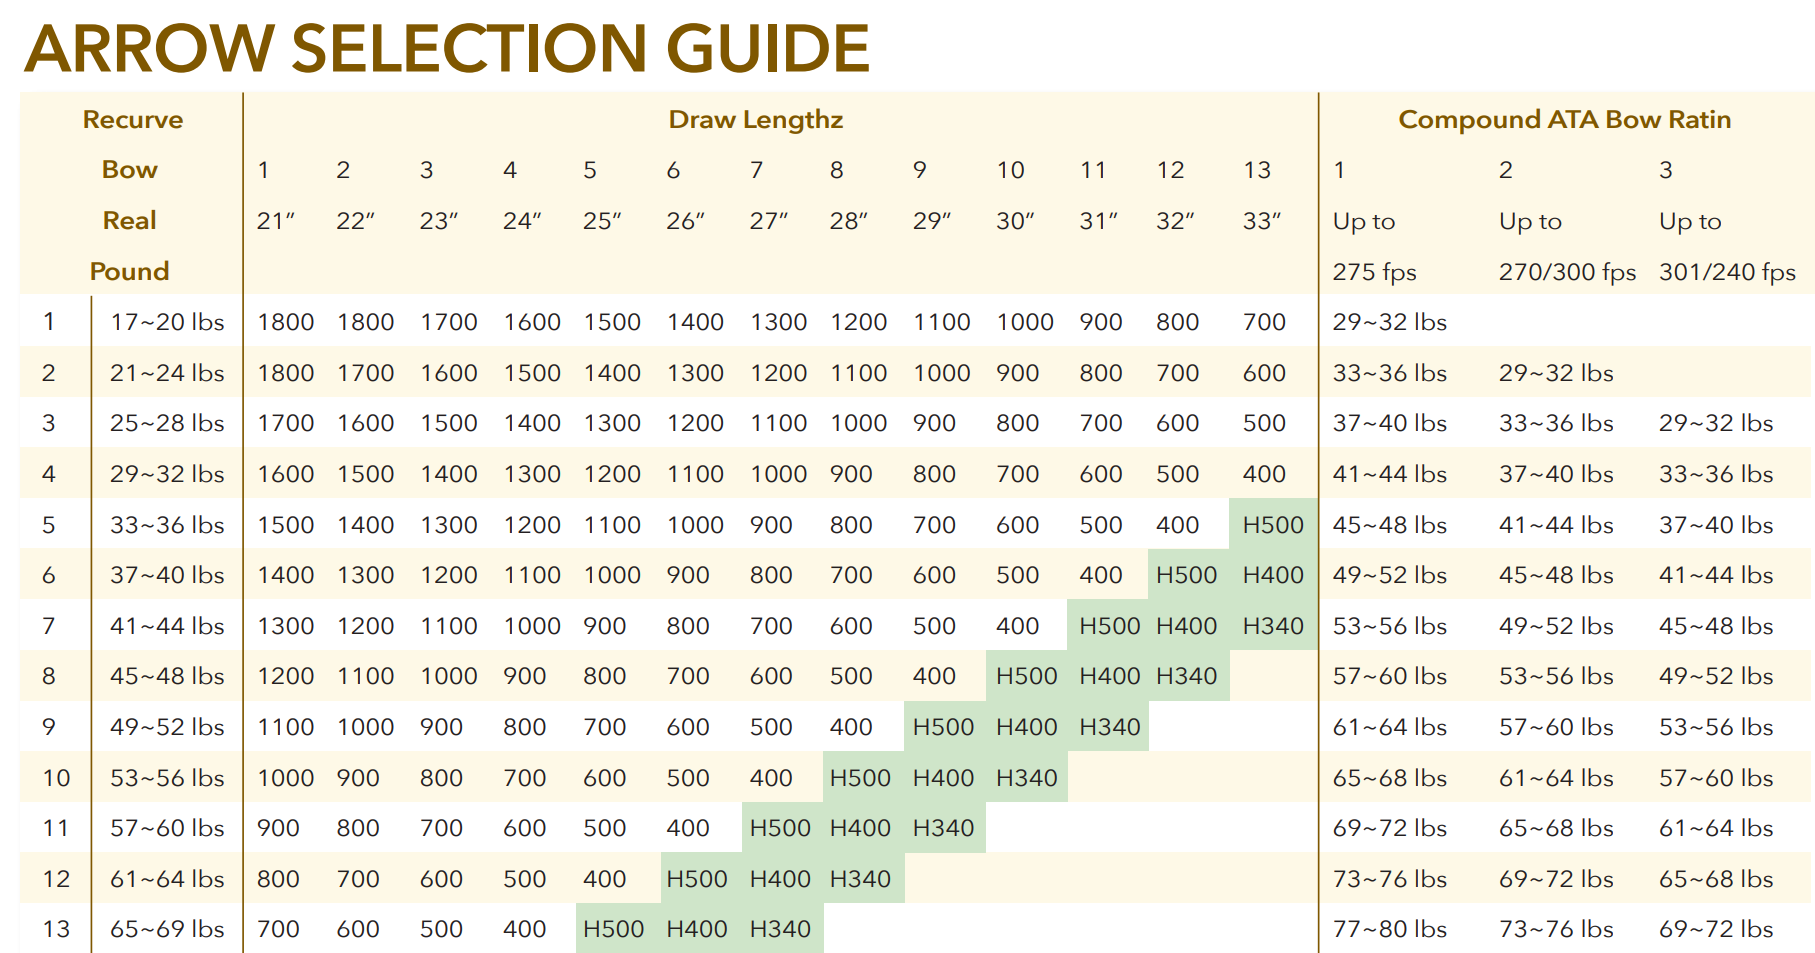 ARROW SELECTION GUIDE
Recurve Draw Lengthz Compound ATA Bow Ratin
Bow 1 2 3 4 5 6 7 8 9 10 11 12 13 1 2 3
Real 21” 22” 23” 24” 25” 26” 27” 28” 29” 30” 31” 32” 33” Up to Up to Up to
Pound 275 fps 270/300 fps 301/240 fps
1 17~20 lbs 1800 1800 1700 1600 1500 1400 1300 1200 1100 1000 900 800 700 29~32 lbs
2 21~24 lbs 1800 1700 1600 1500 1400 1300 1200 1100 1000 900 800 700 600 33~36 lbs 29~32 lbs
3 25~28 lbs 1700 1600 1500 1400 1300 1200 1100 1000 900 800 700 600 500 37~40 lbs 33~36 lbs 29~32 lbs
4 29~32 lbs 1600 1500 1400 1300 1200 1100 1000 900 800 700 600 500 400 41~44 lbs 37~40 lbs 33~36 lbs
5 33~36 lbs 1500 1400 1300 1200 1100 1000 900 800 700 600 500 400 H500 45~48 lbs 41~44 lbs 37~40 lbs
6 37~40 lbs 1400 1300 1200 1100 1000 900 800 700 600 500 400 H500 H400 49~52 lbs 45~48 lbs 41~44 lbs
7 41~44 lbs 1300 1200 1100 1000 900 800 700 600 500 400 H500 H400 H340 53~56 lbs 49~52 lbs 45~48 lbs
8 45~48 lbs 1200 1100 1000 900 800 700 600 500 400 H500 H400 H340 57~60 lbs 53~56 lbs 49~52 lbs
9 49~52 lbs 1100 1000 900 800 700 600 500 400 H500 H400 H340 61~64 lbs 57~60 lbs 53~56 lbs
10 53~56 lbs 1000 900 800 700 600 500 400 H500 H400 H340 65~68 lbs 61~64 lbs 57~60 lbs
11 57~60 lbs 900 800 700 600 500 400 H500 H400 H340 69~72 lbs 65~68 lbs 61~64 lbs
12 61~64 lbs 800 700 600 500 400 H500 H400 H340 73~76 lbs 69~72 lbs 65~68 lbs
13 65~69 lbs 700 600 500 400 H500 H400 H340 77~80 lbs 73~76 lbs 69~72 lbs